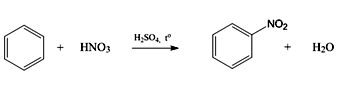 + HNO₃ H₂SO₄, t° NO₂ + H₂O